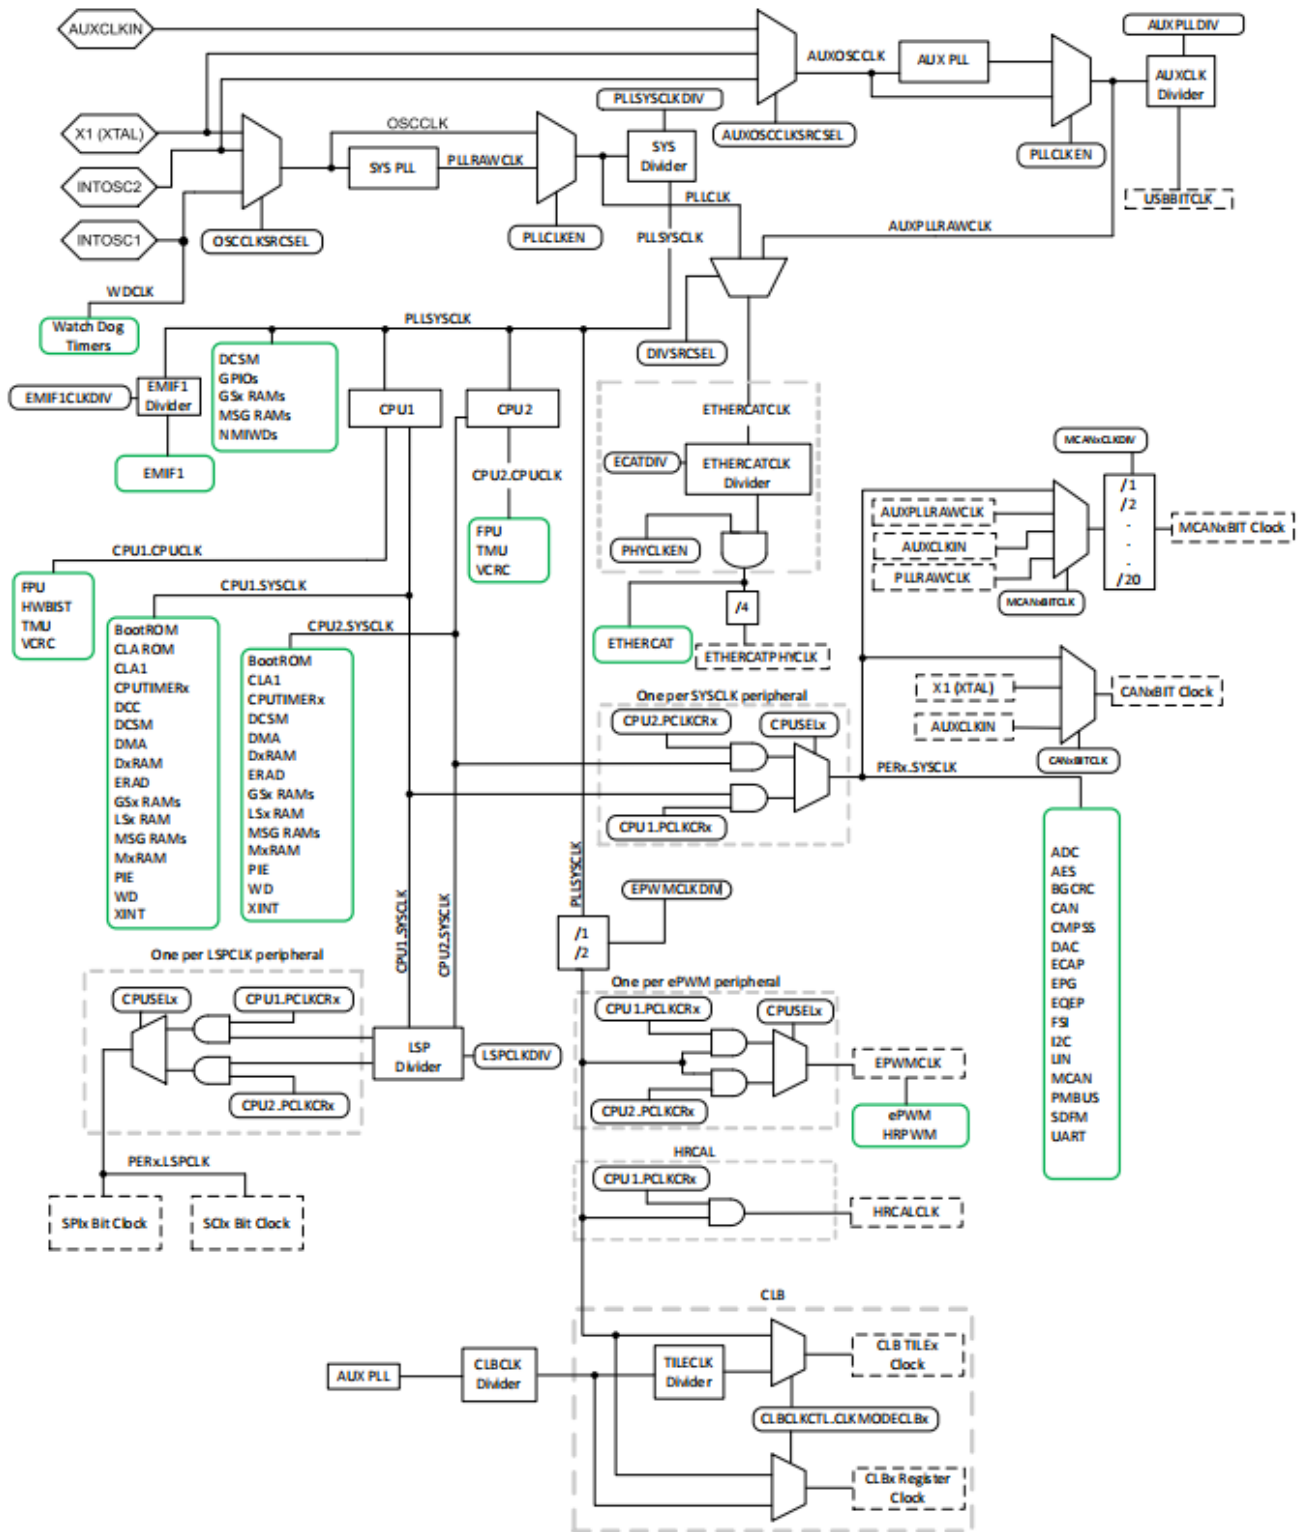 AUXCLKIN
AUXPLLDIV
AUXOSCCLK
AUX PLL
AUXCLK
Divider
X1 (XTAL)
INTOSC2
INTOSC1
OSCCLK
SYS PLL
PLLRAWCLK
PLLSYSCLKDIV
SYS
Divider
AUXOSCCLKSRCSEL
PLLCLKEN
USBBITCLK
OSCCLKSRCSEL
PLLCLKEN
PLLCLK
PLLSYSCLK
AUXPLLRAWCLK
WDCLK
Watch Dog
Timers
PLLSYSCLK
DIVSRCSEL
EMIF1CLKDIV
EMIF1
Divider
EMIF1
DCSM
GPIOs
GSx RAMs
MSG RAMs
NMIWDs
CPU1
CPU2
CPU2.CPUCLK
FPU
TMU
VCRC
ETHERCATCLK
ECATDIV
ETHERCATCLK
Divider
PHYCLKEN
/4
ETHERCAT
ETHERCATPHYCLK
MCANxCLKDIV
/1
/2
-
-
-
/20
AUXPLLRAWCLK
AUXCLKIN
PLLRAWCLK
MCANxBITCLK
MCANxBIT Clock
X1 (XTAL)
AUXCLKIN
CANxBITCLK
CANxBIT Clock
CPU1.CPUCLK
FPU
HWBIST
TMU
VCRC
CPU1.SYSCLK
BootROM
CLA ROM
CLA1
CPUTIMERx
DCC
DCSM
DMA
DxRAM
ERAD
GSx RAMs
LSx RAM
MSG RAMs
MxRAM
PIE
WD
XINT
CPU2.SYSCLK
BootROM
CLA1
CPUTIMERx
DCSM
DMA
DxRAM
ERAD
GSx RAMs
LSx RAM
MSG RAMs
MxRAM
PIE
WD
XINT
One per SYSCLK peripheral
CPU2.PCLKCRx
CPUSELx
CPU1.PCLKCRx
PERx.SYSCLK
ADC
AES
BGCRC
CAN
CMPSS
DAC
ECAP
EPG
EQEP
FSI
I2C
LIN
MCAN
PMBUS
SDFM
UART
CPU1.SYSCLK
CPU2.SYSCLK
PLLSYSCLK
EPWMCLKDIV
/1
/2
One per LSPCLK peripheral
CPUSELx
CPU1.PCLKCRx
CPU2.PCLKCRx
LSP
Divider
LSPCLKDIV
PERx.LSPCLK
SPIx Bit Clock
SCIx Bit Clock
One per ePWM peripheral
CPU1.PCLKCRx
CPUSELx
CPU2.PCLKCRx
EPWMCLK
ePWM
HRPWM
HRCAL
CPU1.PCLKCRx
HRCALCLK
CLB
AUX PLL
CLBCLK
Divider
TILECLK
Divider
CLB TILEx
Clock
CLBCLKCTL.CLKMODECLBx
CLBx Register
Clock